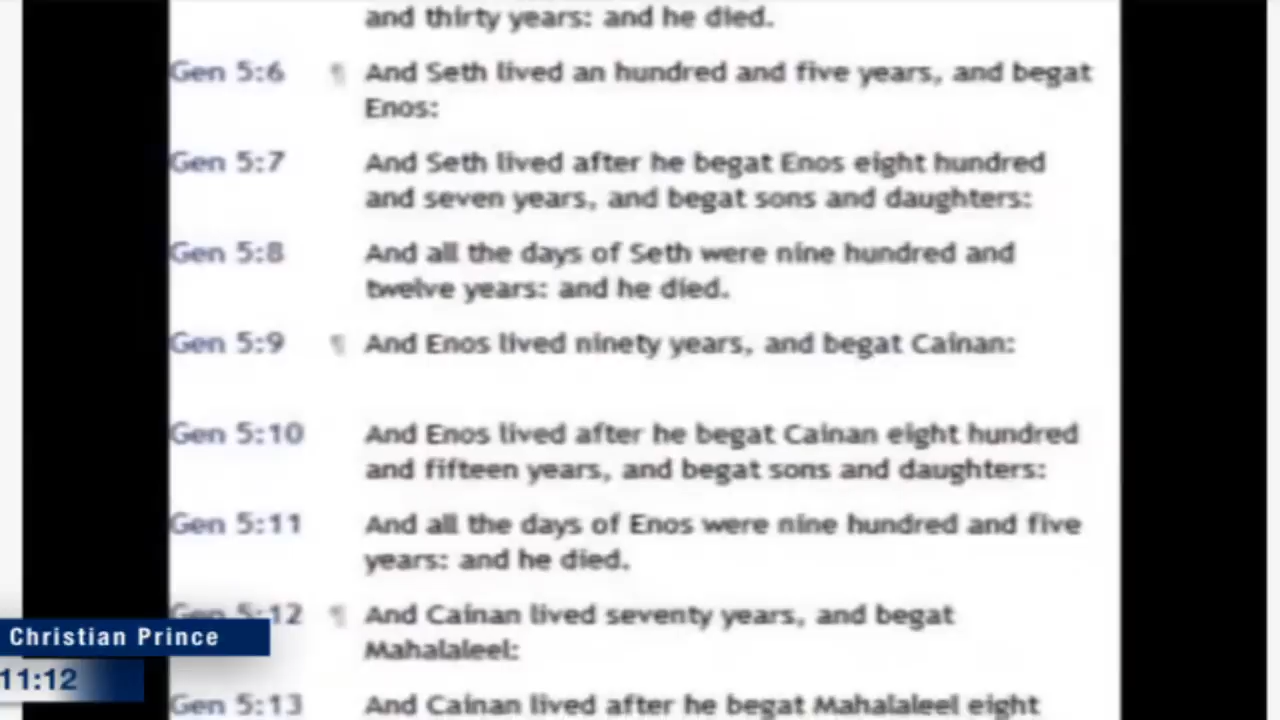 and thirty years: and he died.
Gen 5:6 ¶ And Seth lived an hundred and five years, and begat
Enos:
Gen 5:7 And Seth lived after he begat Enos eight hundred
and seven years, and begat sons and daughters:
Gen 5:8 And all the days of Seth were nine hundred and
twelve years: and he died.
Gen 5:9 ¶ And Enos lived ninety years, and begat Cainan:
Gen 5:10 And Enos lived after he begat Cainan eight hundred
and fifteen years, and begat sons and daughters:
Gen 5:11 And all the days of Enos were nine hundred and five
years: and he died.
Gen 5:12 ¶ And Cainan lived seventy years, and begat
Mahalaleel:
Gen 5:13 And Cainan lived after he begat Mahalaleel eight
Christian Prince
11:12